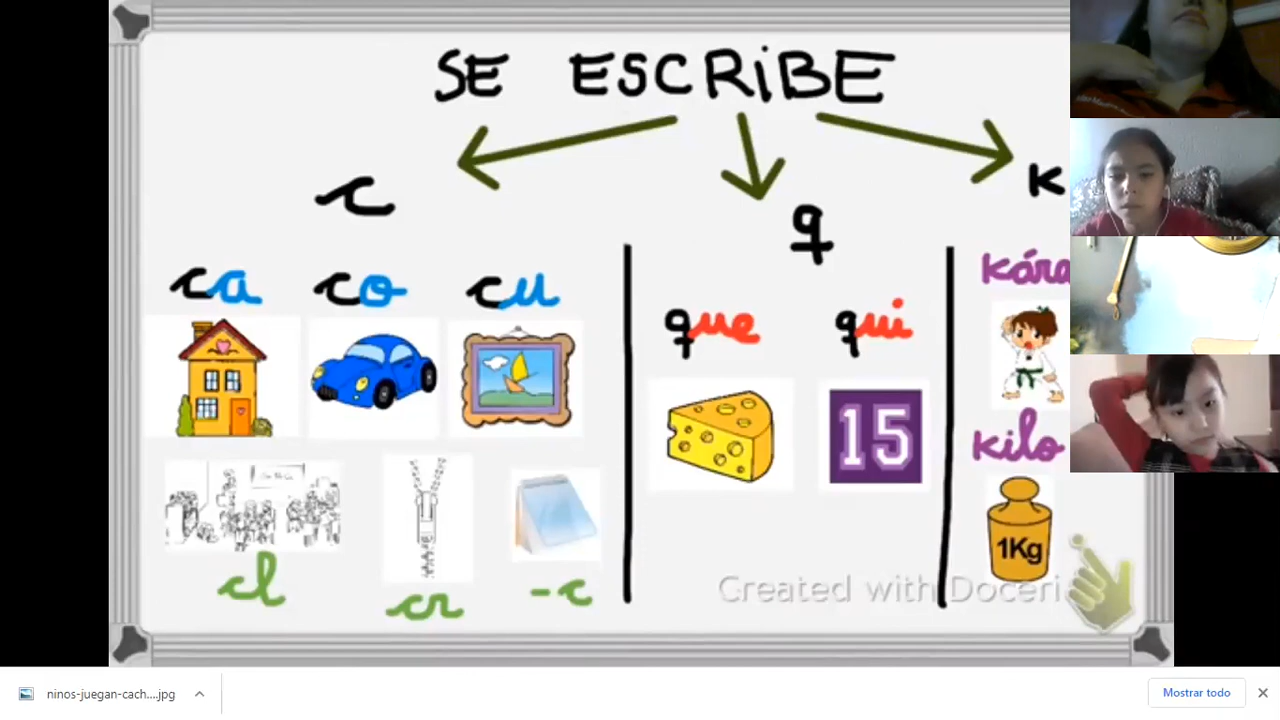 SE ESCRIBE
c
q
k
ca co cu
que qui
kára
15
kilo
1Kg
cl cr -c
Created with Doceri
ninos-juegan-cach....jpg
Mostrar todo